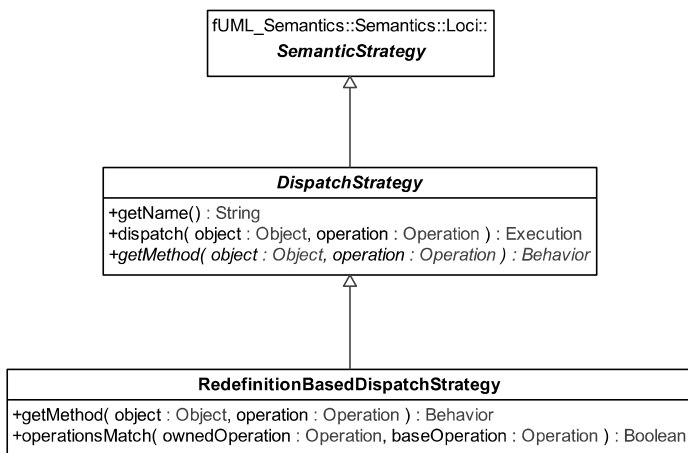 fUML_Semantics::Semantics::Loci::
SemanticStrategy
DispatchStrategy
+getName() : String
+dispatch( object : Object, operation : Operation ) : Execution
+getMethod( object : Object, operation : Operation ) : Behavior
RedefinitionBasedDispatchStrategy
+getMethod( object : Object, operation : Operation ) : Behavior
+operationsMatch( ownedOperation : Operation, baseOperation : Operation ) : Boolean